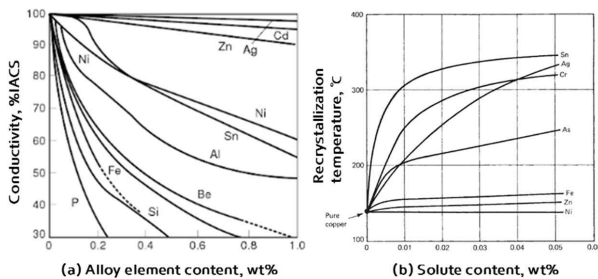 100
90
80
70
60
50
40
30
0
0.2
0.4
0.6
0.8
1.0
Conductivity, %IACS
Cd
Zn
Ag
Ni
Ni
Sn
Al
Fe
Be
P
Si
(a) Alloy element content, wt%
400
300
200
100
0
0.01
0.02
0.03
0.04
0.05
Recrystallization
temperature, ℃
Sn
Ag
Cr
As
Fe
Zn
Ni
Pure
copper
(b) Solute content, wt%